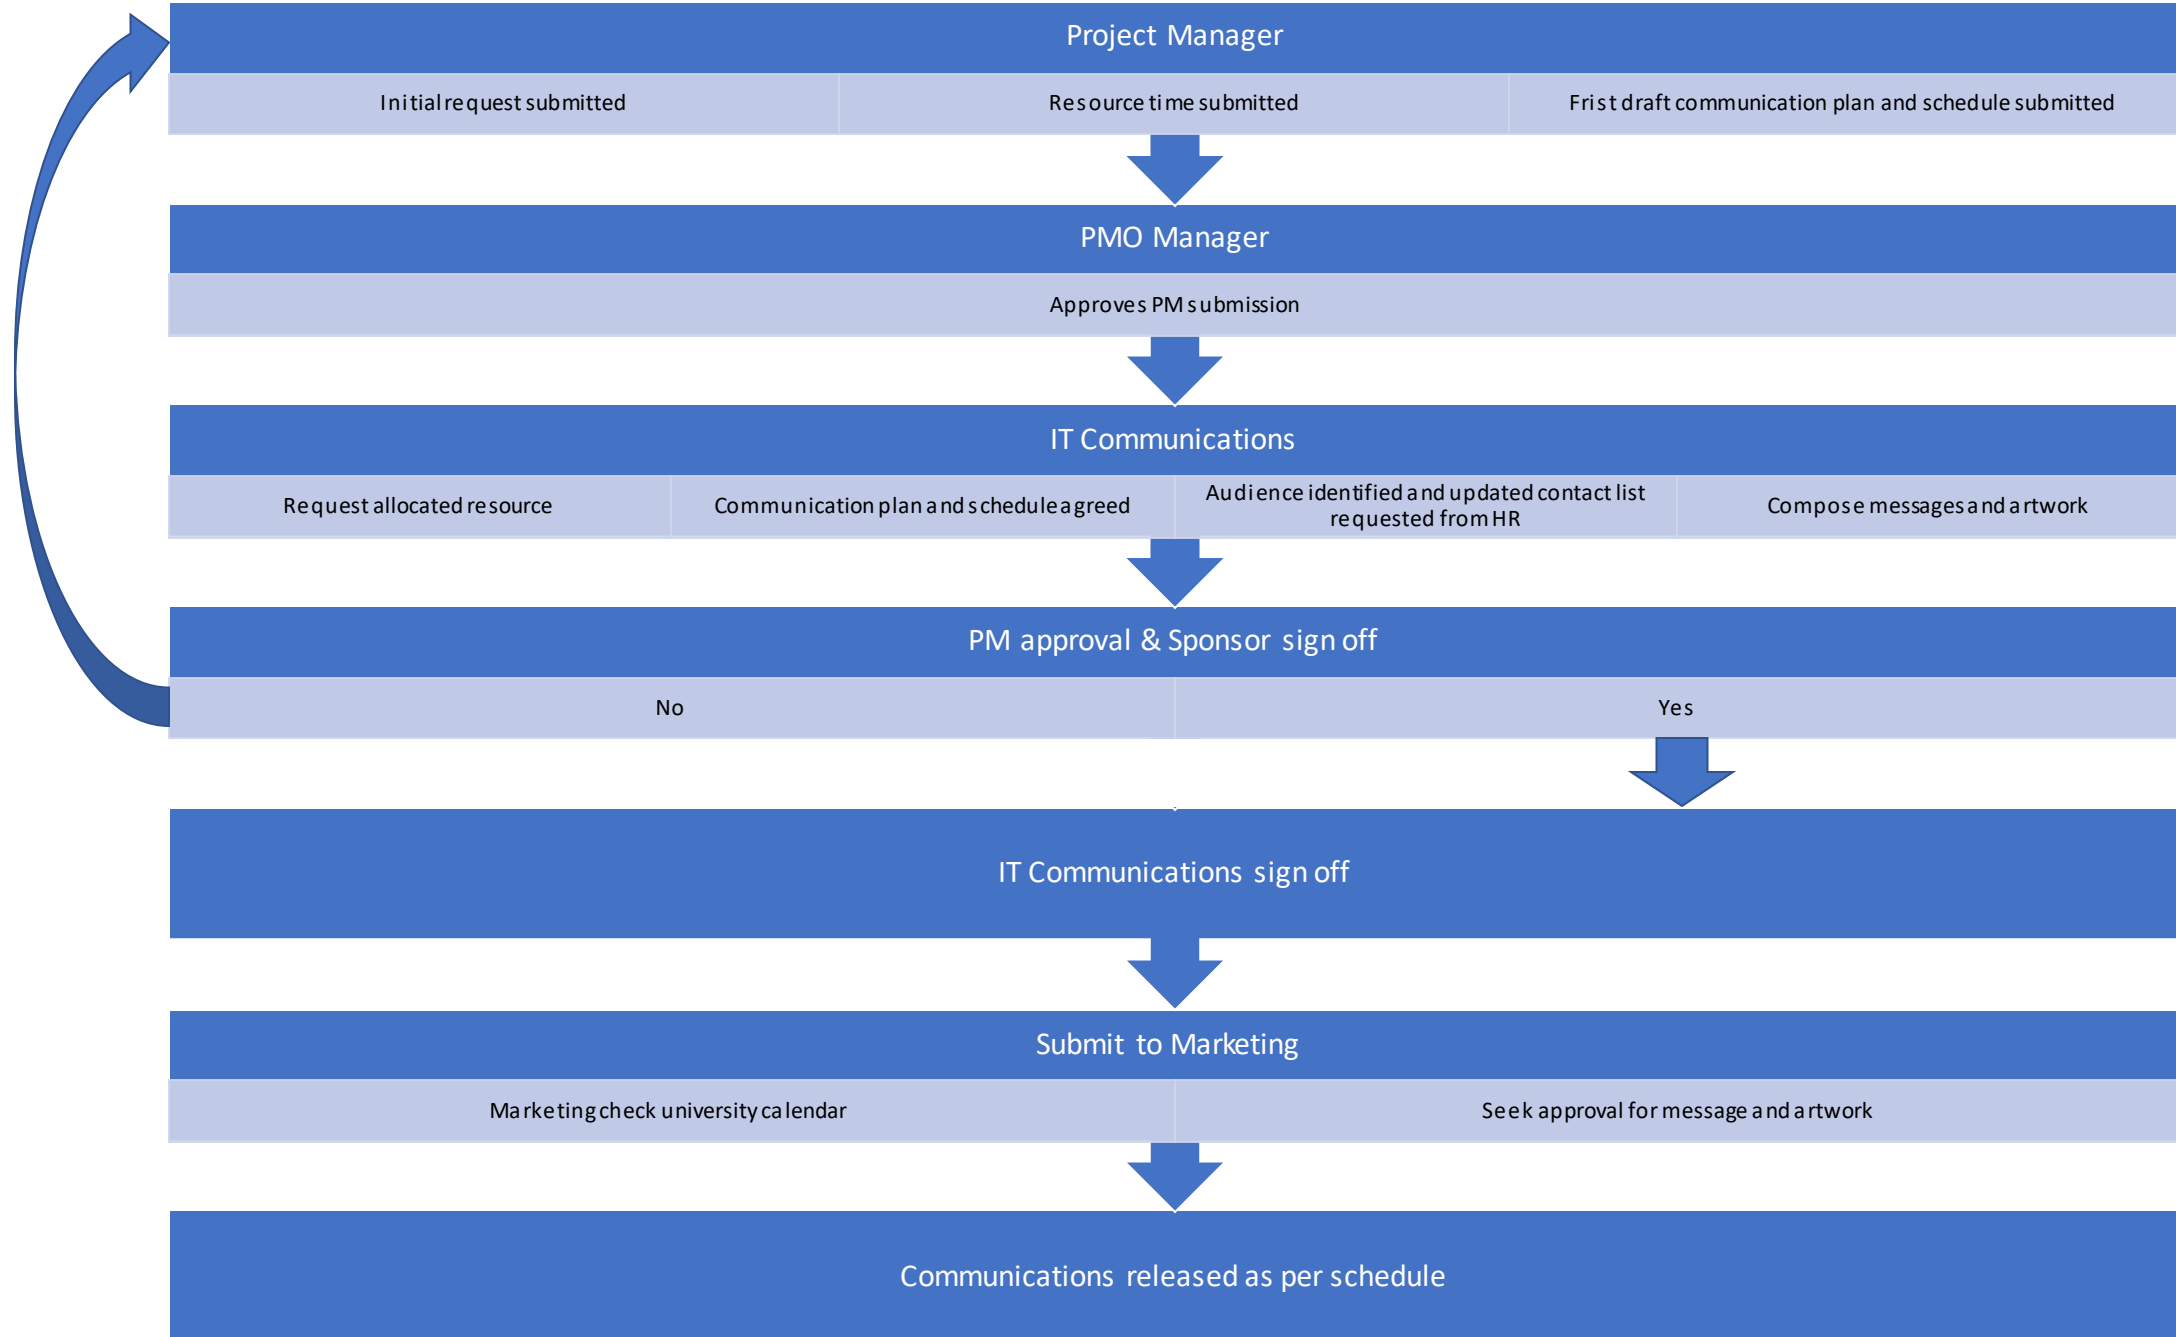 Project Manager
Initial request submitted
Resource time submitted
Frist draft communication plan and schedule submitted
PMO Manager
Approves PM submission
IT Communications
Request allocated resource
Communication plan and schedule agreed
Audience identified and updated contact list
requested from HR
Compose messages and artwork
PM approval & Sponsor sign off
No
Yes
IT Communications sign off
Submit to Marketing
Marketing check university calendar
Seek approval for message and artwork
Communications released as per schedule